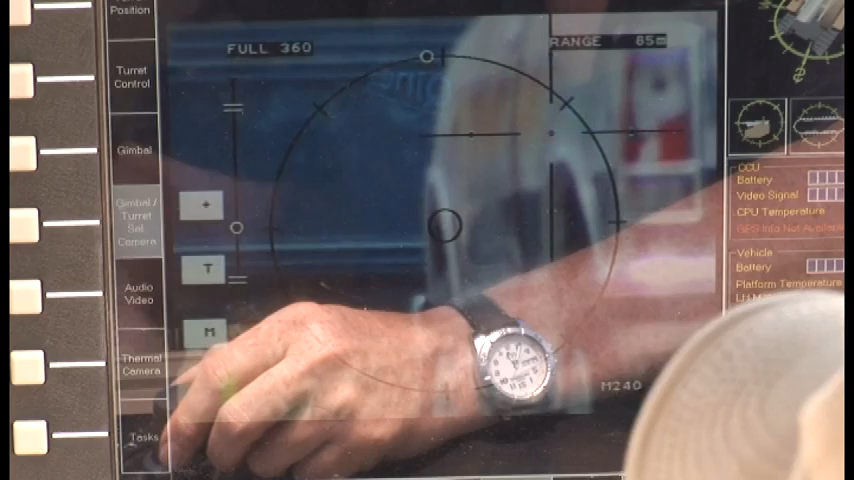 Position
FULL 360
RANGE 85m
Turret
Control
Gimbal
CCU
Battery
Video Signal
CPU Temperature
GPS Info Not Available
Gimbal /
Turret
Sal
Camera
+
Vehicle
Battery
Platform Temperature
T
Audio
Video
M
Thermal
Camera
M240
Tasks